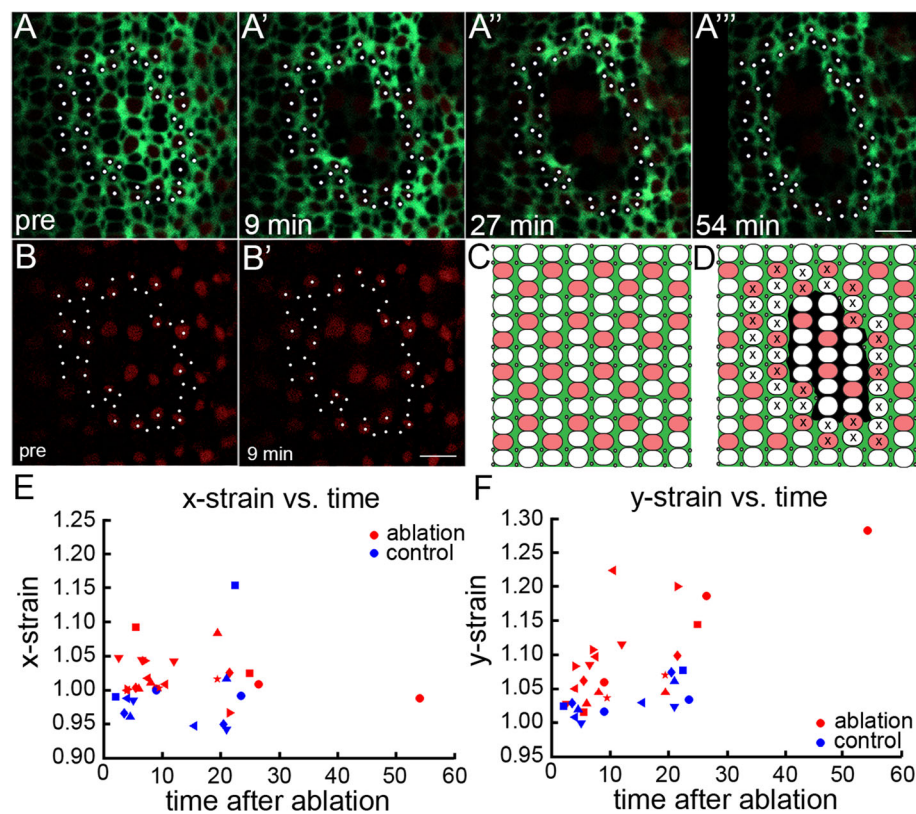 A A' A'' A'''
pre 9 min 27 min 54 min
B B' C D
x x
x x x
x x x x
x x x
x x x x
x x x x
x x x
x x x
x x
x x x
x x x
x x
pre 9 min
E x-strain vs. time
1.25
1.20
1.15
1.10
1.05
1.00
0.95
0.90
x-strain
ablation
control
0 10 20 30 40 50 60
time after ablation
F y-strain vs. time
1.30
1.25
1.20
1.15
1.10
1.05
1.00
0.95
y-strain
ablation
control
0 10 20 30 40 50 60
time after ablation